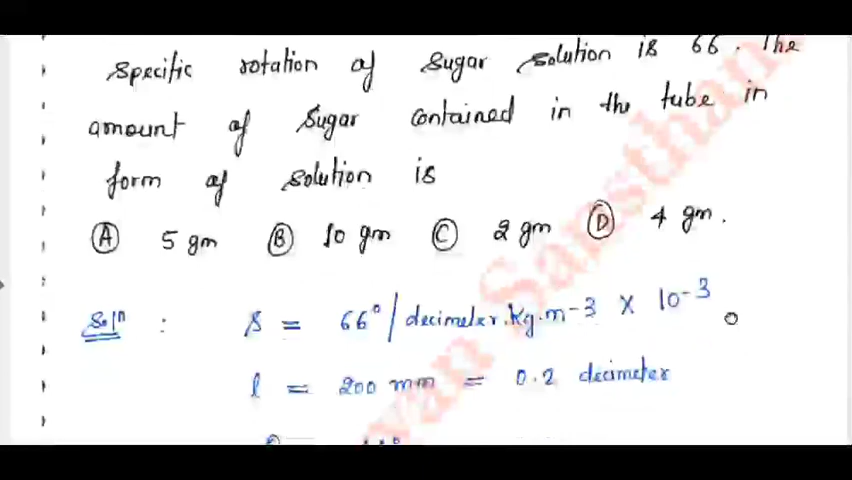 specific rotation of sugar solution is 66. The
amount of sugar contained in the tube in
form of solution is
(A) 5 gm (B) 10 gm (C) 2 gm (D) 4 gm.
Solⁿ : S = 66°/decimeter.kg.m-3 × 10-3
l = 200 mm = 0.2 decimeter